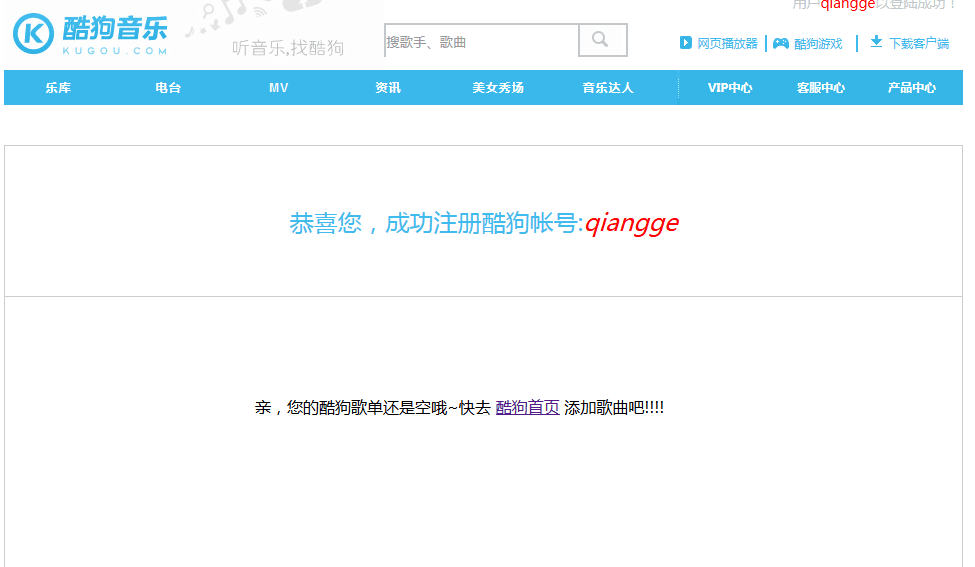 用户qiangge以登陆成功！
酷狗音乐
KUGOU.COM
听音乐,找酷狗
搜歌手、歌曲
网页播放器
酷狗游戏
下载客户端
乐库 电台 MV 资讯 美女秀场 音乐达人 VIP中心 客服中心 产品中心
恭喜您，成功注册酷狗帐号:qiangge
亲，您的酷狗歌单还是空哦~快去 酷狗首页 添加歌曲吧!!!!